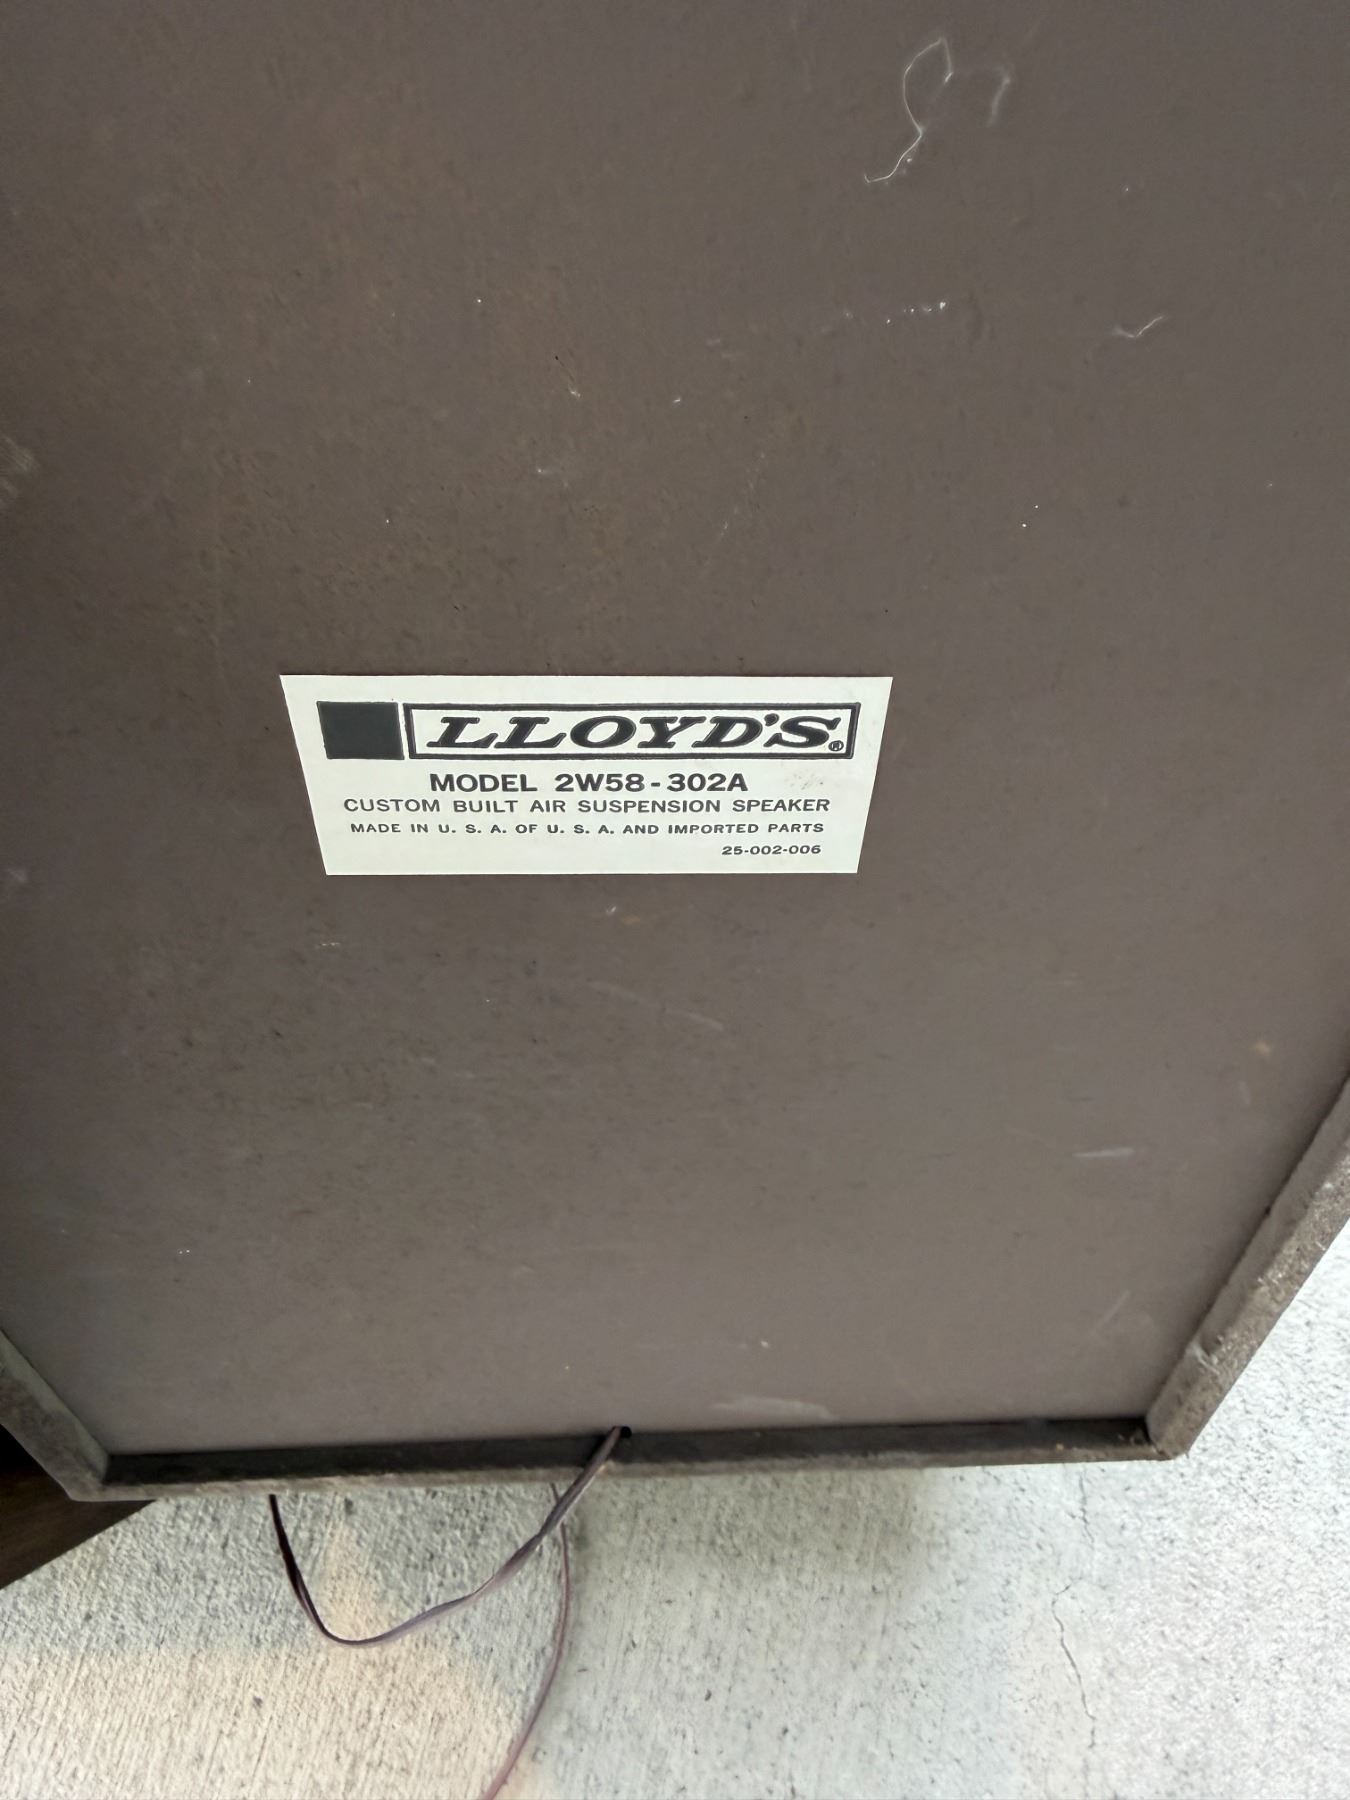 LLOYD'S®
MODEL 2W58-302A
CUSTOM BUILT AIR SUSPENSION SPEAKER
MADE IN U. S. A. OF U. S. A. AND IMPORTED PARTS
25-002-006